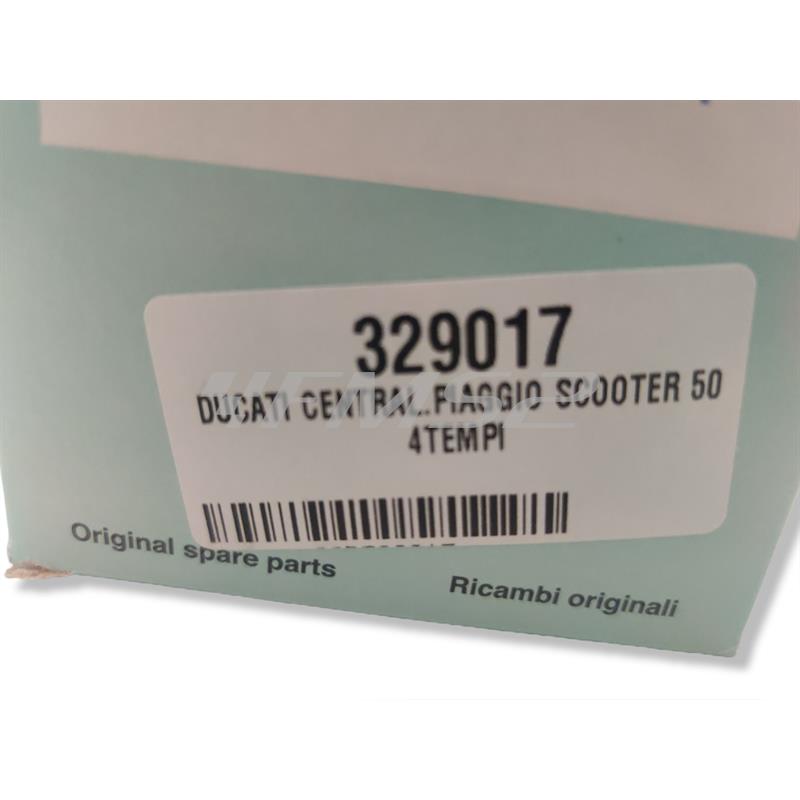 329017
DUCATI CENTRAL..PIAGGIO SCOOTER 50
4TEMPI
Original spare parts
Ricambi originali